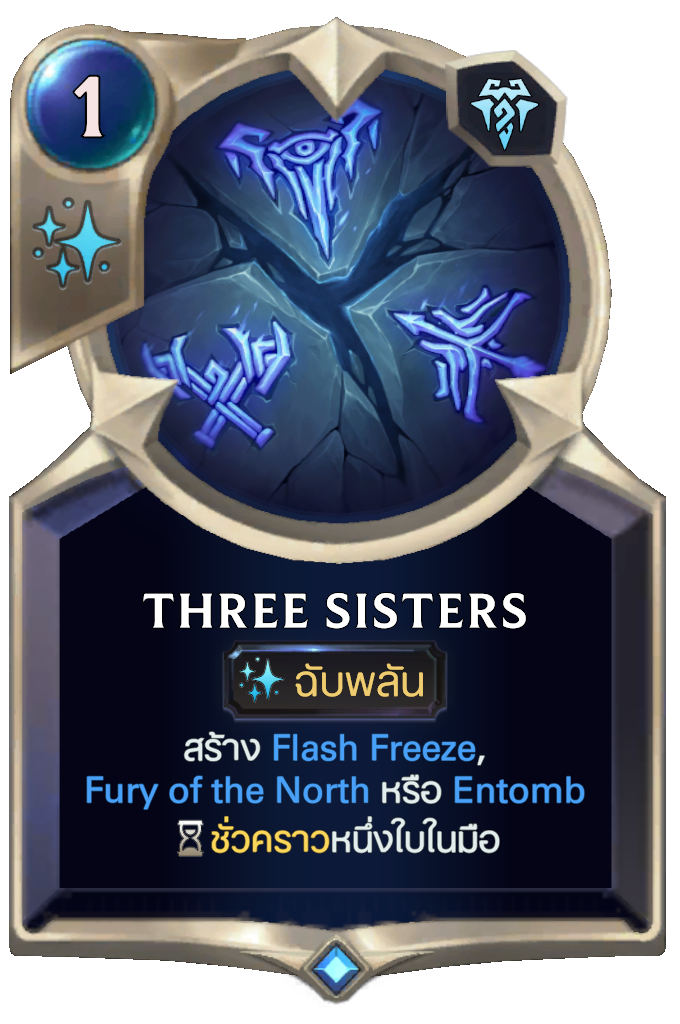 1
THREE SISTERS
ฉับพลัน
สร้าง Flash Freeze,
Fury of the North หรือ Entomb
ชั่วคราวหนึ่งใบในมือ